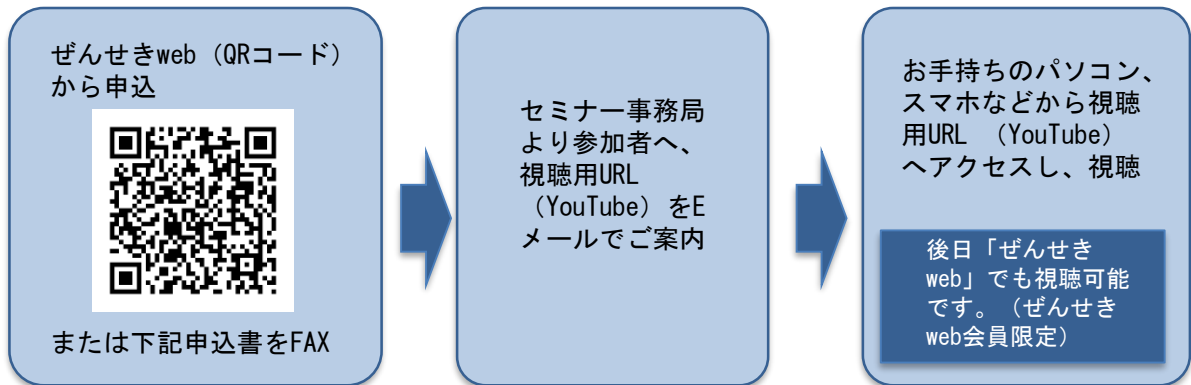 ぜんせきweb（QRコード）
から申込
または下記申込書をFAX
セミナー事務局
より参加者へ、
視聴用URL
（YouTube）をE
メールでご案内
お手持ちのパソコン、
スマホなどから視聴
用URL （YouTube）
へアクセスし、視聴
後日「ぜんせき
web」でも視聴可能
です。（ぜんせき
web会員限定）